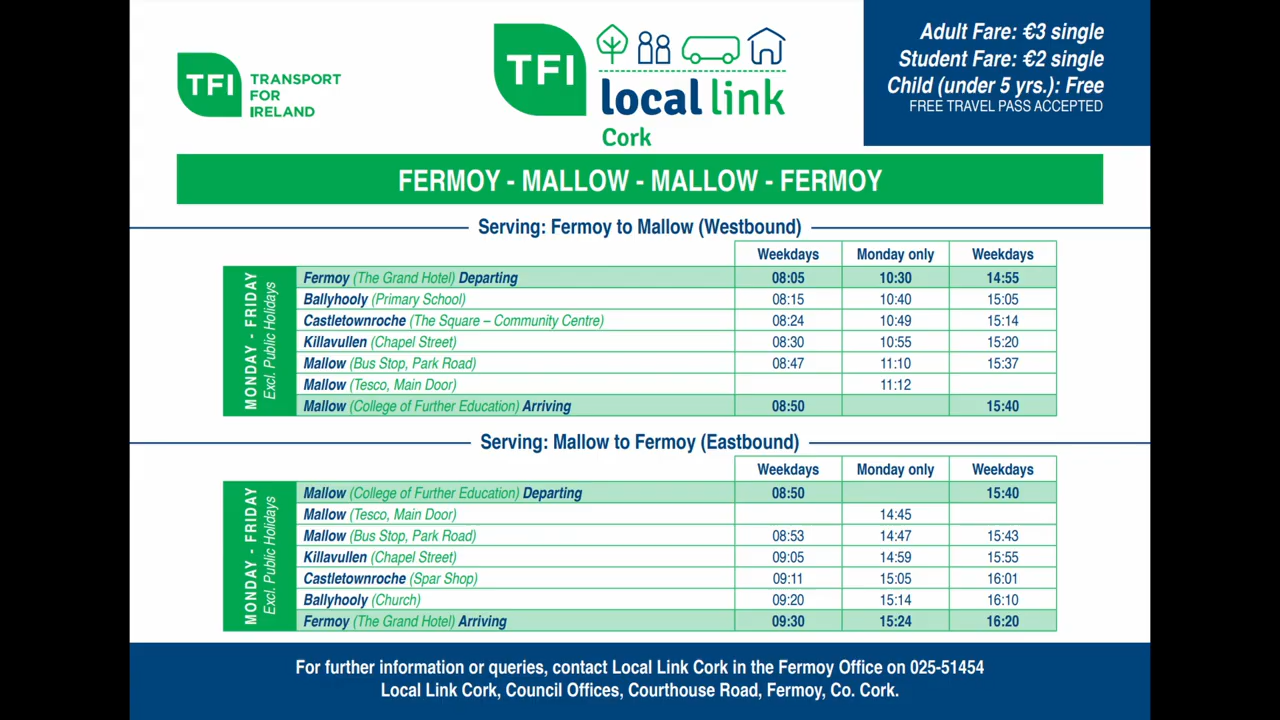 TFI TRANSPORT
FOR
IRELAND
TFI
local link
Cork
Adult Fare: €3 single
Student Fare: €2 single
Child (under 5 yrs.): Free
FREE TRAVEL PASS ACCEPTED
FERMOY - MALLOW - MALLOW - FERMOY
Serving: Fermoy to Mallow (Westbound)
Weekdays Monday only Weekdays
MONDAY - FRIDAY
Excl. Public Holidays
Fermoy (The Grand Hotel) Departing 08:05 10:30 14:55
Ballyhooly (Primary School) 08:15 10:40 15:05
Castletownroche (The Square – Community Centre) 08:24 10:49 15:14
Killavullen (Chapel Street) 08:30 10:55 15:20
Mallow (Bus Stop, Park Road) 08:47 11:10 15:37
Mallow (Tesco, Main Door) 11:12
Mallow (College of Further Education) Arriving 08:50 15:40
Serving: Mallow to Fermoy (Eastbound)
Weekdays Monday only Weekdays
MONDAY - FRIDAY
Excl. Public Holidays
Mallow (College of Further Education) Departing 08:50 15:40
Mallow (Tesco, Main Door) 14:45
Mallow (Bus Stop, Park Road) 08:53 14:47 15:43
Killavullen (Chapel Street) 09:05 14:59 15:55
Castletownroche (Spar Shop) 09:11 15:05 16:01
Ballyhooly (Church) 09:20 15:14 16:10
Fermoy (The Grand Hotel) Arriving 09:30 15:24 16:20
For further information or queries, contact Local Link Cork in the Fermoy Office on 025-51454
Local Link Cork, Council Offices, Courthouse Road, Fermoy, Co. Cork.